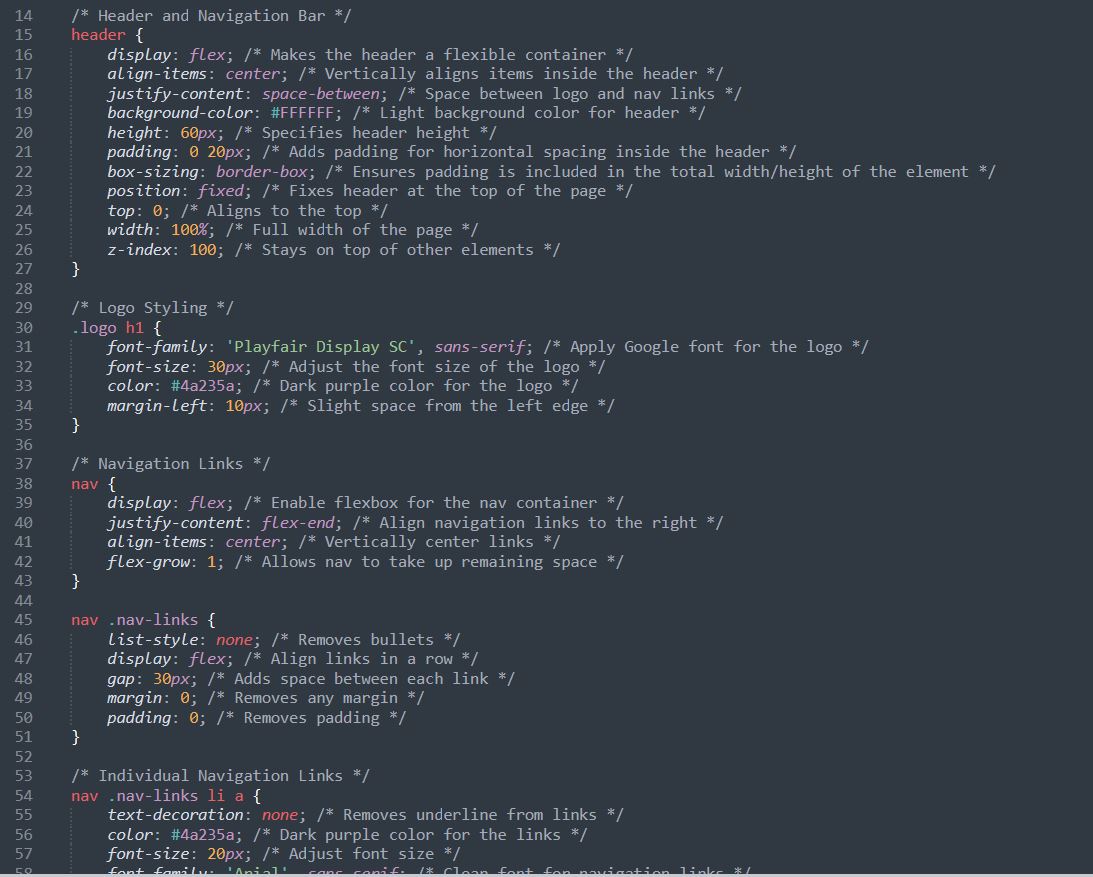 14 /* Header and Navigation Bar */
15 header {
16 display: flex; /* Makes the header a flexible container */
17 align-items: center; /* Vertically aligns items inside the header */
18 justify-content: space-between; /* Space between logo and nav links */
19 background-color: #FFFFFF; /* Light background color for header */
20 height: 60px; /* Specifies header height */
21 padding: 0 20px; /* Adds padding for horizontal spacing inside the header */
22 box-sizing: border-box; /* Ensures padding is included in the total width/height of the element */
23 position: fixed; /* Fixes header at the top of the page */
24 top: 0; /* Aligns to the top */
25 width: 100%; /* Full width of the page */
26 z-index: 100; /* Stays on top of other elements */
27 }
28
29 /* Logo Styling */
30 .logo h1 {
31 font-family: 'Playfair Display SC', sans-serif; /* Apply Google font for the logo */
32 font-size: 30px; /* Adjust the font size of the logo */
33 color: #4a235a; /* Dark purple color for the logo */
34 margin-left: 10px; /* Slight space from the left edge */
35 }
36
37 /* Navigation Links */
38 nav {
39 display: flex; /* Enable flexbox for the nav container */
40 justify-content: flex-end; /* Align navigation links to the right */
41 align-items: center; /* Vertically center links */
42 flex-grow: 1; /* Allows nav to take up remaining space */
43 }
44
45 nav .nav-links {
46 list-style: none; /* Removes bullets */
47 display: flex; /* Align links in a row */
48 gap: 30px; /* Adds space between each link */
49 margin: 0; /* Removes any margin */
50 padding: 0; /* Removes padding */
51 }
52
53 /* Individual Navigation Links */
54 nav .nav-links li a {
55 text-decoration: none; /* Removes underline from links */
56 color: #4a235a; /* Dark purple color for the links */
57 font-size: 20px; /* Adjust font size */
58 font-family: 'Arial', sans-serif; /* Clean font for navigation links */